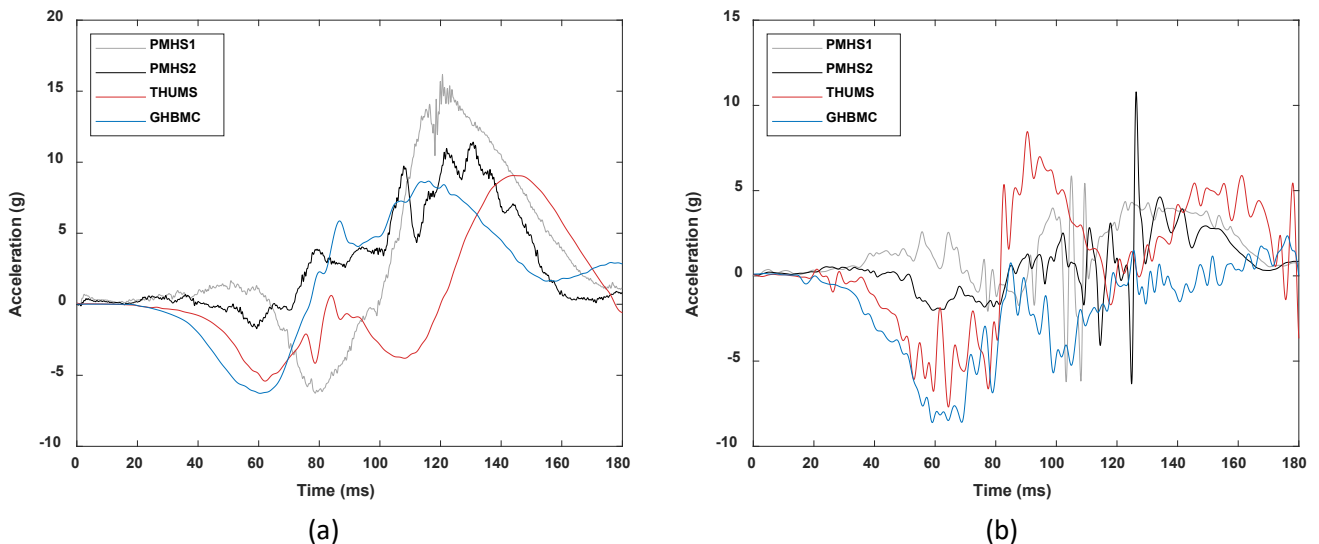 20
15
10
5
0
-5
-10
Acceleration (g)
PMHS1
PMHS2
THUMS
GHBMC
0 20 40 60 80 100 120 140 160 180
Time (ms)
(a)
15
10
5
0
-5
-10
Acceleration (g)
PMHS1
PMHS2
THUMS
GHBMC
0 20 40 60 80 100 120 140 160 180
Time (ms)
(b)